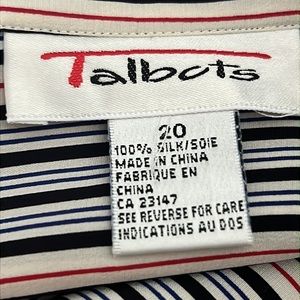 Talbots
20
100% SILK/SOIE
MADE IN CHINA
FABRIQUE EN
CHINA
CA 23147
SEE REVERSE FOR CARE
INDICATIONS AU DOS